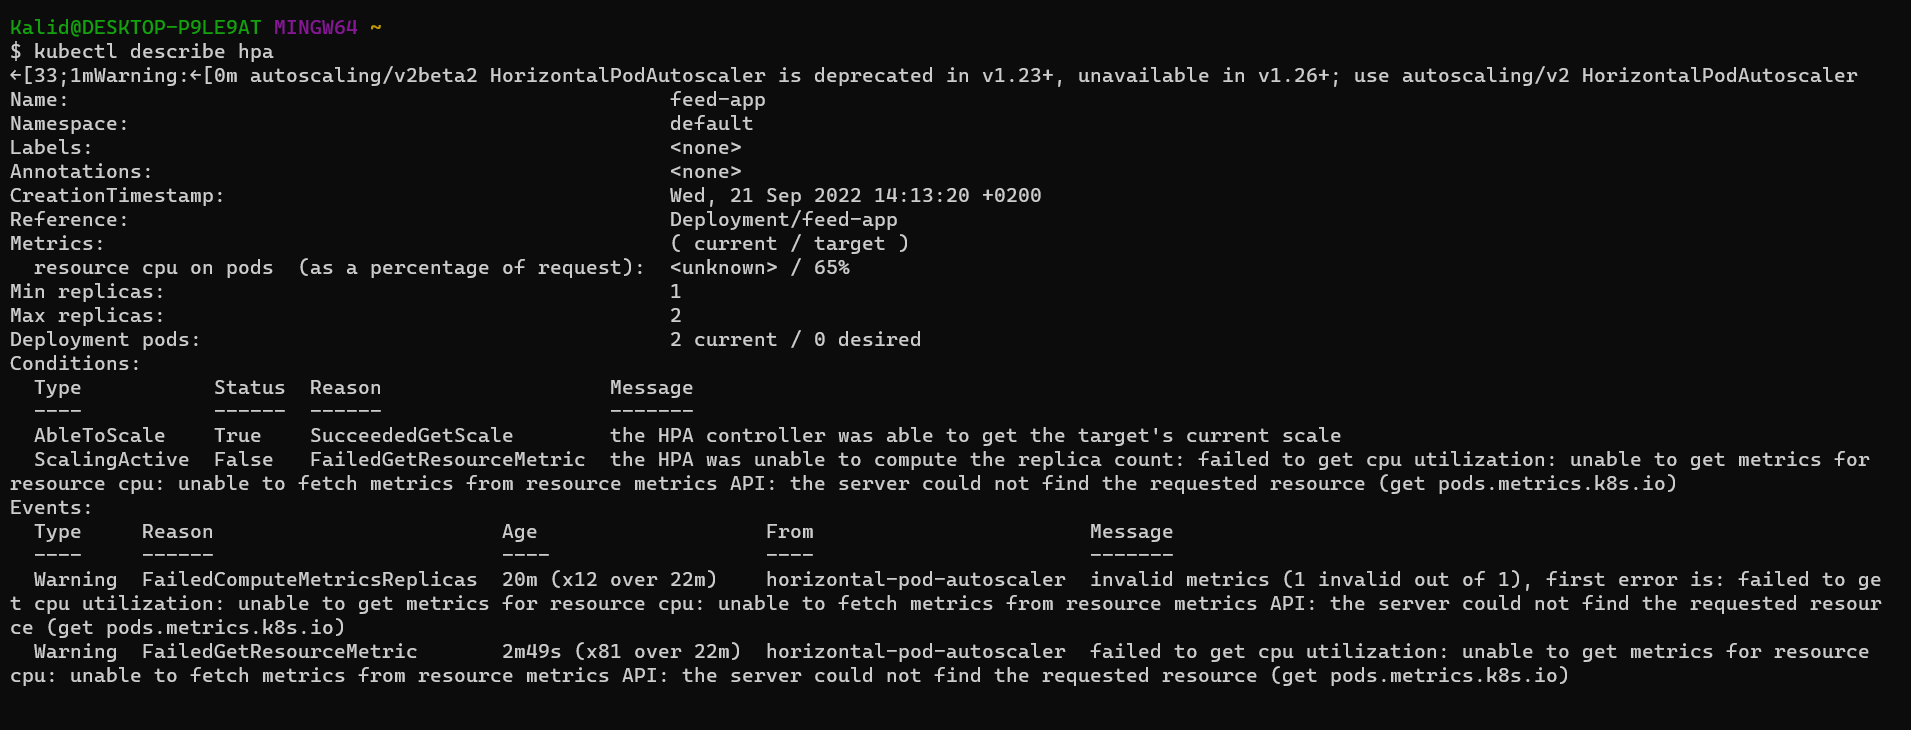 Kalid@DESKTOP-P9LE9AT MINGW64 ~
$ kubectl describe hpa
←[33;1mWarning:←[0m autoscaling/v2beta2 HorizontalPodAutoscaler is deprecated in v1.23+, unavailable in v1.26+; use autoscaling/v2 HorizontalPodAutoscaler
Name:                                                  feed-app
Namespace:                                             default
Labels:                                                <none>
Annotations:                                           <none>
CreationTimestamp:                                     Wed, 21 Sep 2022 14:13:20 +0200
Reference:                                             Deployment/feed-app
Metrics:                                               ( current / target )
  resource cpu on pods  (as a percentage of request):  <unknown> / 65%
Min replicas:                                          1
Max replicas:                                          2
Deployment pods:                                       2 current / 0 desired
Conditions:
  Type           Status  Reason                   Message
  ----           ------  ------                   -------
  AbleToScale    True    SucceededGetScale        the HPA controller was able to get the target's current scale
  ScalingActive  False   FailedGetResourceMetric  the HPA was unable to compute the replica count: failed to get cpu utilization: unable to get metrics for
resource cpu: unable to fetch metrics from resource metrics API: the server could not find the requested resource (get pods.metrics.k8s.io)
Events:
  Type     Reason                        Age                   From                       Message
  ----     ------                        ----                  ----                       -------
  Warning  FailedComputeMetricsReplicas  20m (x12 over 22m)    horizontal-pod-autoscaler  invalid metrics (1 invalid out of 1), first error is: failed to ge
t cpu utilization: unable to get metrics for resource cpu: unable to fetch metrics from resource metrics API: the server could not find the requested resour
ce (get pods.metrics.k8s.io)
  Warning  FailedGetResourceMetric       2m49s (x81 over 22m)  horizontal-pod-autoscaler  failed to get cpu utilization: unable to get metrics for resource
cpu: unable to fetch metrics from resource metrics API: the server could not find the requested resource (get pods.metrics.k8s.io)